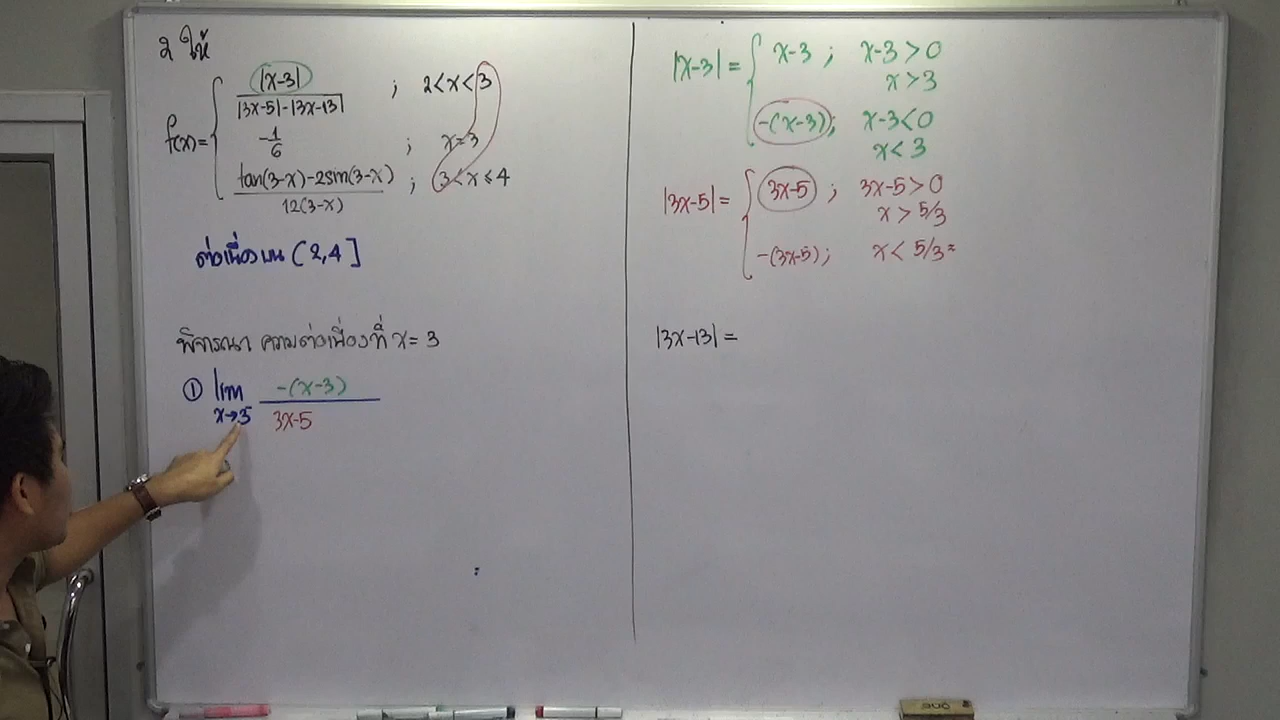 2 ให้
f(x) = { |x-3| / |3x-5| - |3x-13| ; 2 < x < 3
-1/6 ; x = 3
tan(3-x) - 2sin(3-x) / 12(3-x) ; 3 < x ≤ 4
ต่อเนื่องบน (2,4]
พิจารณา ความต่อเนื่องที่ x = 3
① lim x→3⁻ -(x-3) / 3x-5
|x-3| = { x-3 ; x-3 > 0
x > 3
-(x-3) ; x-3 < 0
x < 3
|3x-5| = { 3x-5 ; 3x-5 > 0
x > 5/3
-(3x-5) ; x < 5/3
|3x-13| =